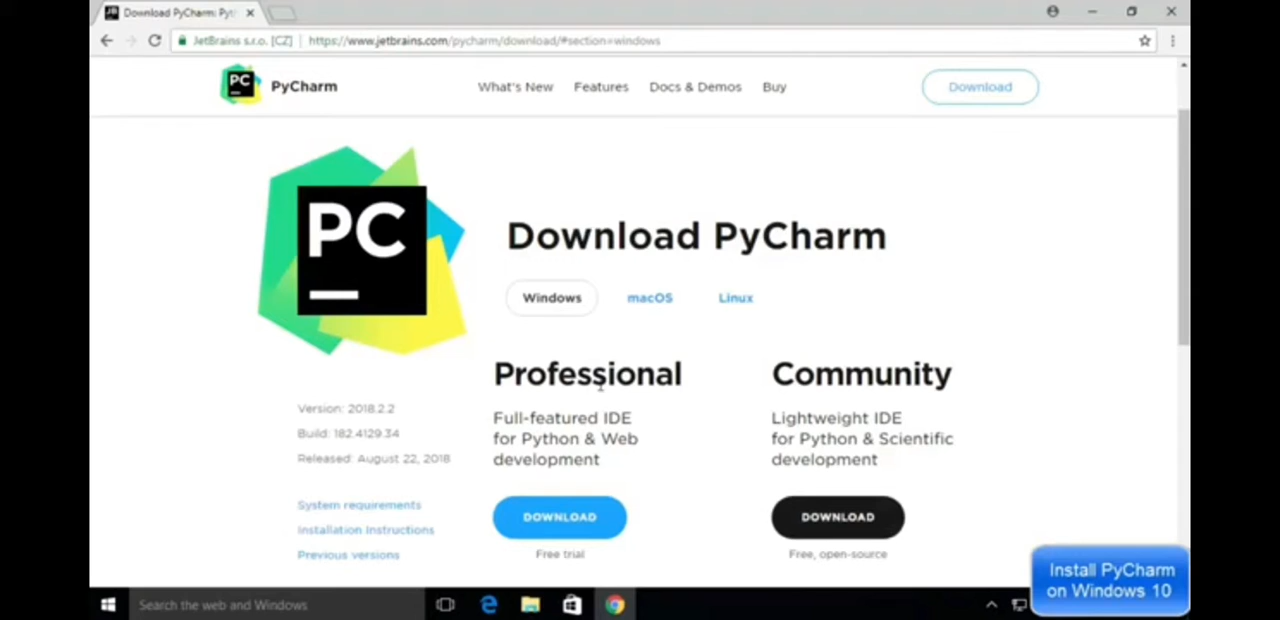 Download PyCharm: Pyt
JetBrains s.r.o. [CZ] | https://www.jetbrains.com/pycharm/download/#section=windows
PC
PyCharm
What's New
Features
Docs & Demos
Buy
Download
PC
Download PyCharm
Windows
macOS
Linux
Professional
Full-featured IDE
for Python & Web
development
DOWNLOAD
Free trial
Community
Lightweight IDE
for Python & Scientific
development
DOWNLOAD
Free, open-source
Version: 2018.2.2
Build: 182.4129.34
Released: August 22, 2018
System requirements
Installation Instructions
Previous versions
Install PyCharm
on Windows 10
Search the web and Windows